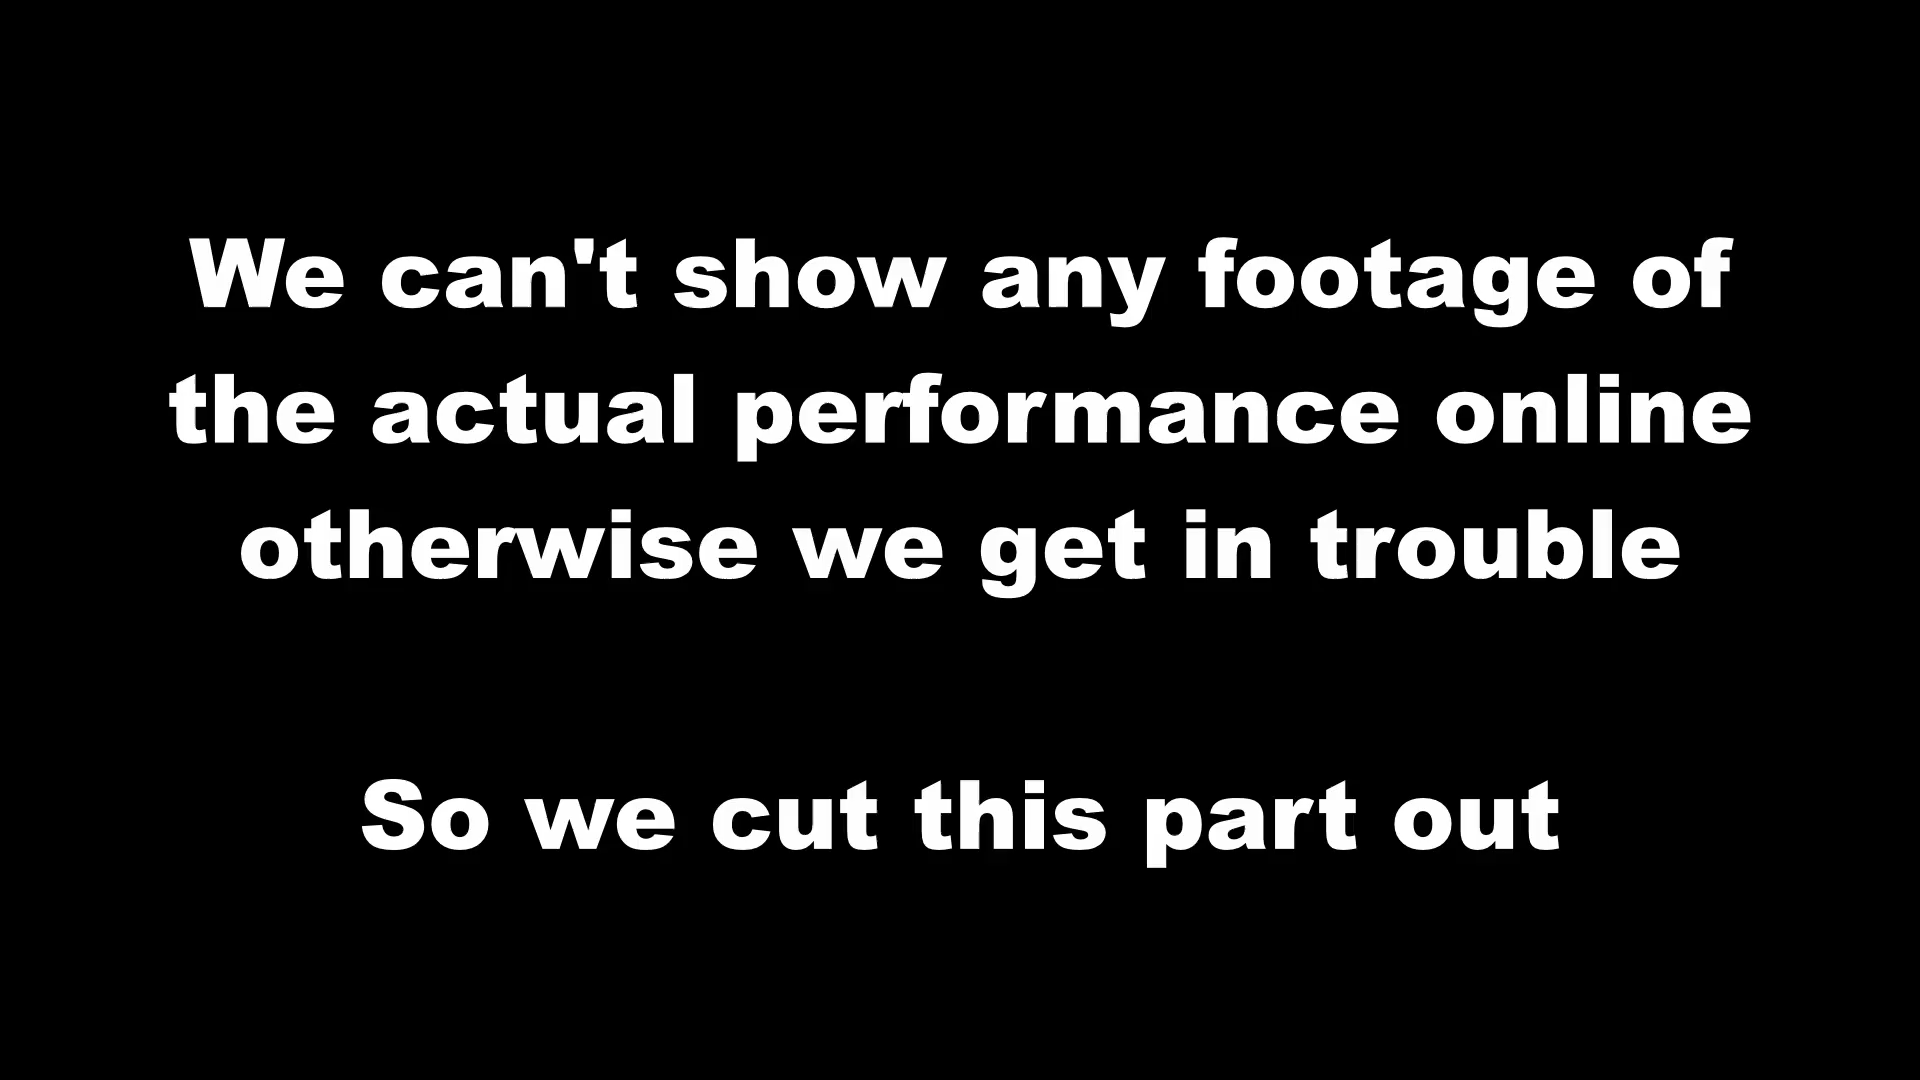 We can't show any footage of
the actual performance online
otherwise we get in trouble
So we cut this part out